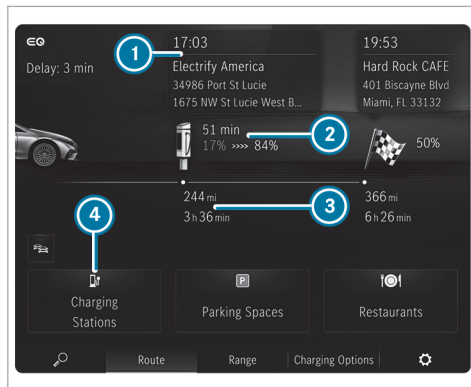 EQ
Delay: 3 min
17:03
Electrify America
34986 Port St Lucie
1675 NW St Lucie West B...
19:53
Hard Rock CAFE
401 Biscayne Blvd
Miami, FL 33132
1
51 min
17% »»» 84%
2
50%
244 mi
3 h 36 min
3
366 mi
6 h 26 min
4
Charging
Stations
P
Parking Spaces
Restaurants
Route
Range
Charging Options